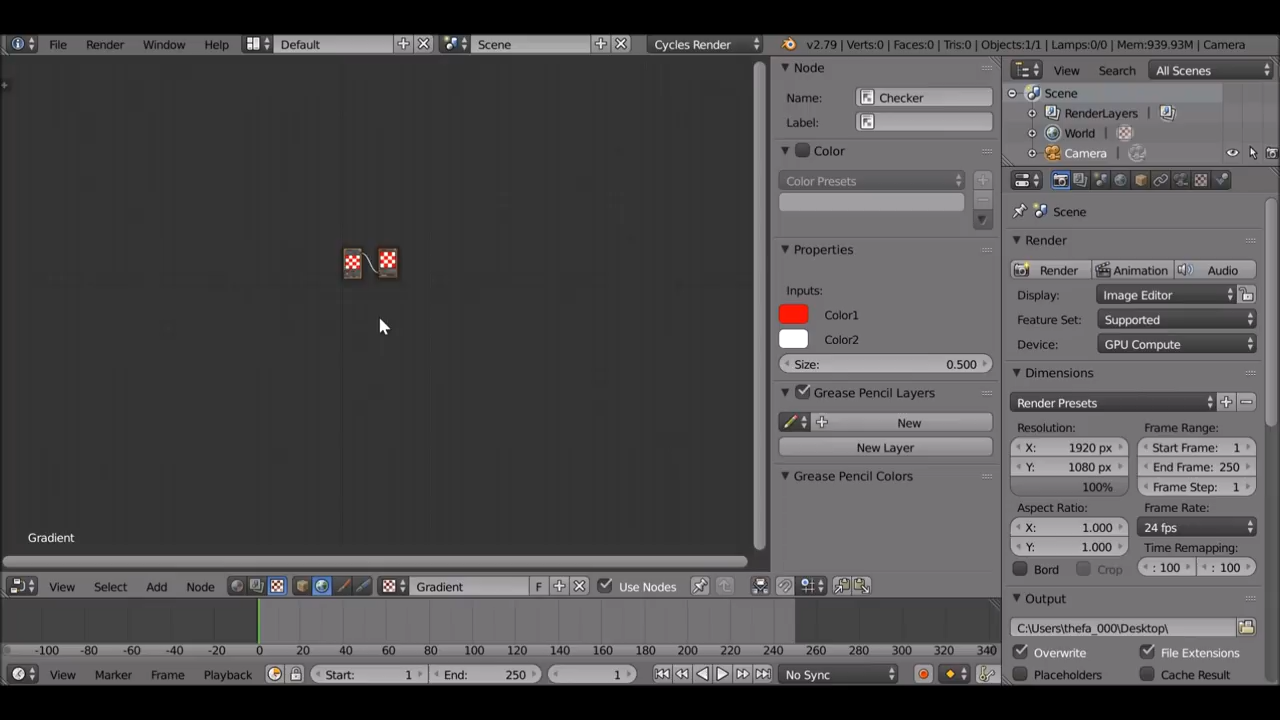 File Render Window Help Default Scene Cycles Render v2.79 | Verts:0 | Faces:0 | Tris:0 | Objects:1/1 | Lamps:0/0 | Mem:939.93M | Camera
Node
Name: Checker
Label:
Color
Color Presets
Properties
Inputs:
Color1
Color2
Size: 0.500
Grease Pencil Layers
New
New Layer
Grease Pencil Colors
View Search All Scenes
Scene
RenderLayers
World
Camera
Scene
Render
Render Animation Audio
Display: Image Editor
Feature Set: Supported
Device: GPU Compute
Dimensions
Render Presets
Resolution: Frame Range:
X: 1920 px Start Frame: 1
Y: 1080 px End Frame: 250
100% Frame Step: 1
Aspect Ratio: Frame Rate:
X: 1.000 24 fps
Y: 1.000 Time Remapping:
Bord Crop : 100 : 100
Output
C:\Users\thefa_000\Desktop\
Overwrite File Extensions
Placeholders Cache Result
Gradient
View Select Add Node Gradient F Use Nodes
-100 -80 -60 -40 -20 0 20 40 60 80 100 120 140 160 180 200 220 240 260 280 300 320 340
View Marker Frame Playback Start: 1 End: 250 1 No Sync